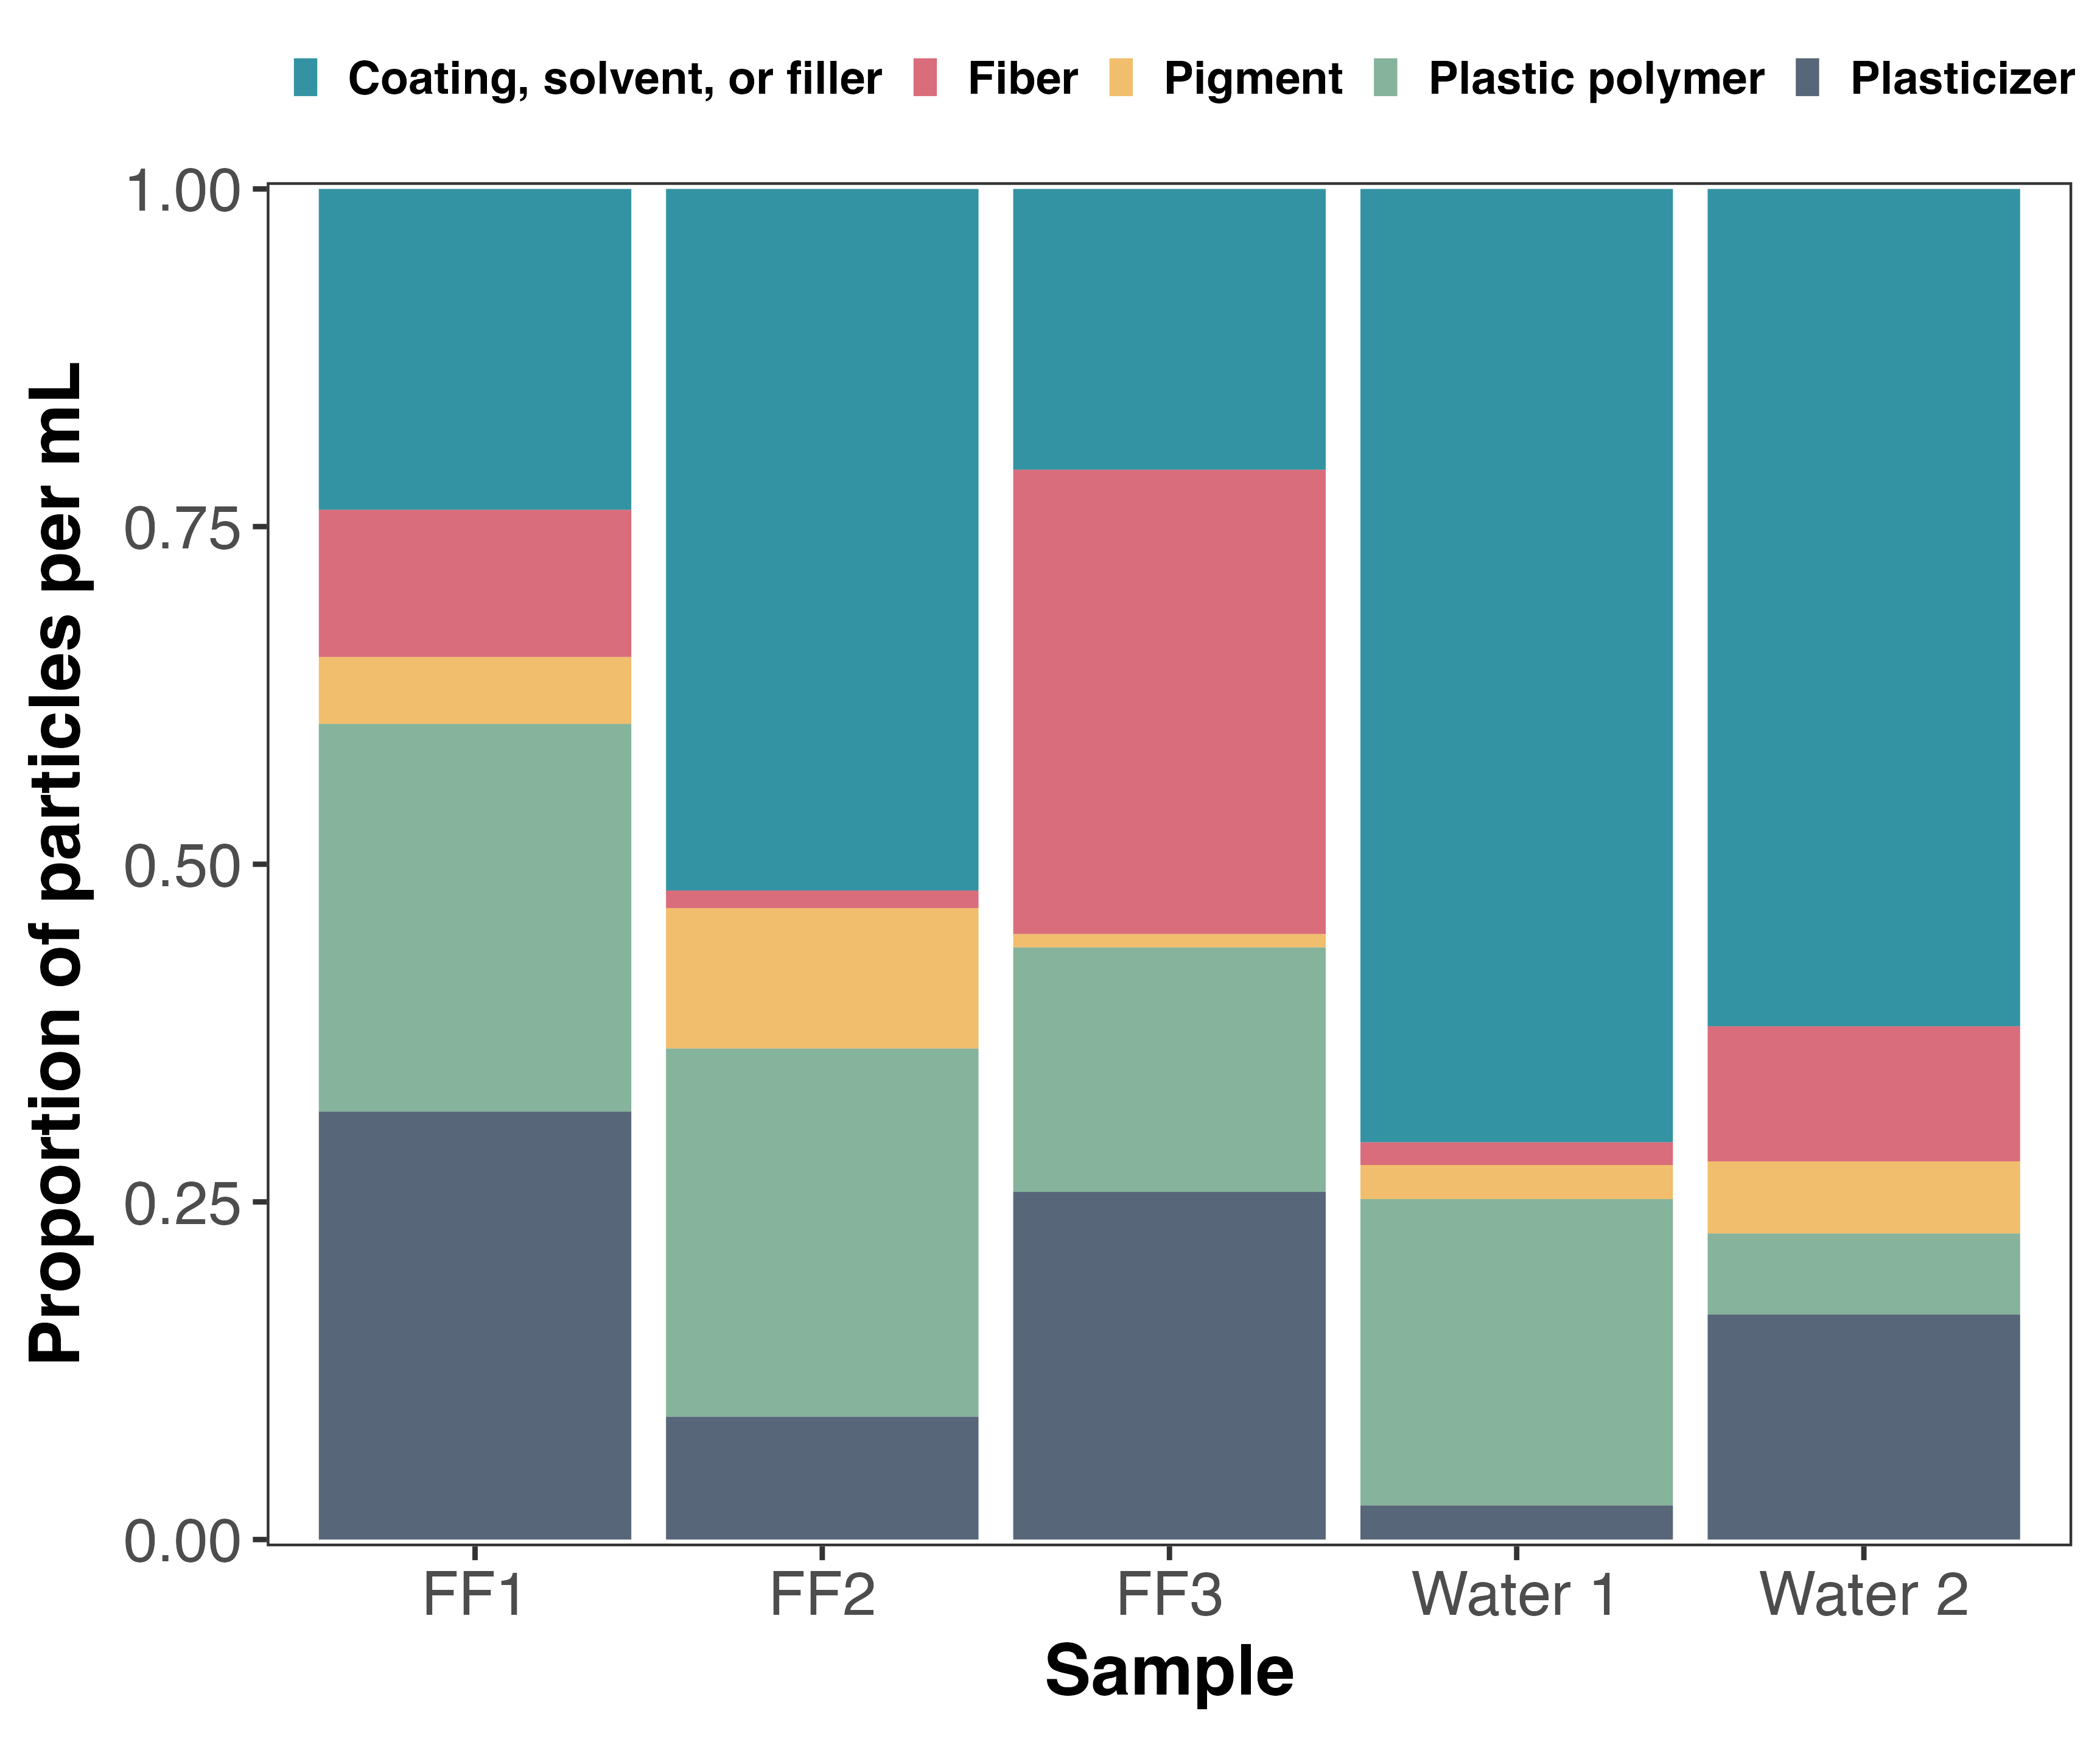 Coating, solvent, or filler Fiber Pigment Plastic polymer Plasticizer
Proportion of particles per mL
1.00
0.75
0.50
0.25
0.00
FF1 FF2 FF3 Water 1 Water 2
Sample